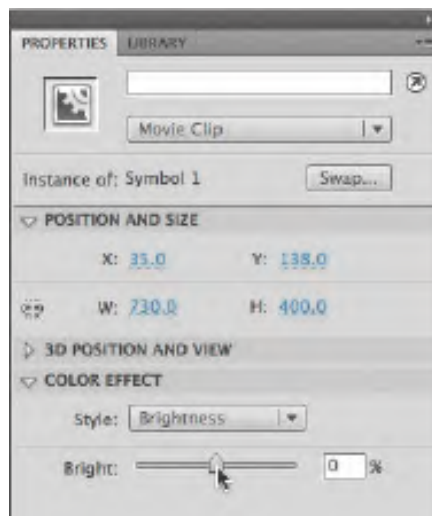 PROPERTIES LIBRARY
Movie Clip
Instance of: Symbol 1 Swap...
POSITION AND SIZE
X: 35.0 Y: 138.0
W: 730.0 H: 400.0
3D POSITION AND VIEW
COLOR EFFECT
Style: Brightness
Bright: 0 %